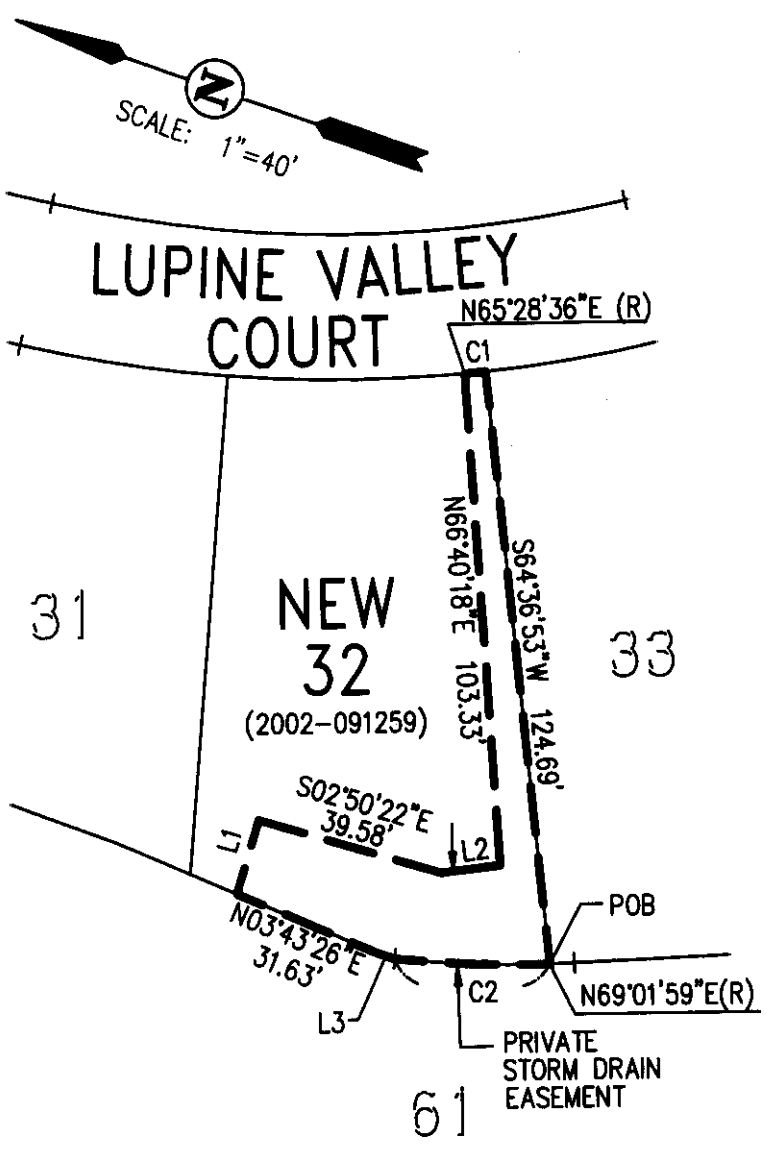 N
SCALE: 1"=40'
LUPINE VALLEY
COURT
N65°28'36"E (R)
C1
N66°40'18"E 103.33'
S64°36'53"W 124.69'
31
NEW
32
(2002-091259)
33
S02°50'22"E
39.58'
L1
L2
N03°43'26"E
31.63'
POB
L3
C2
N69°01'59"E(R)
PRIVATE
STORM DRAIN
EASEMENT
61